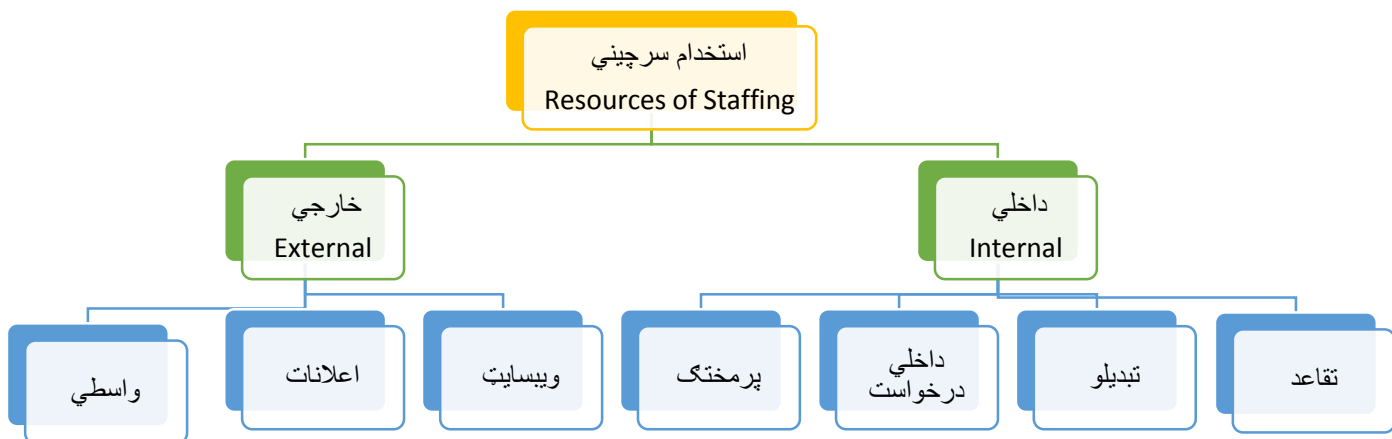 استخدام سرچيني
Resources of Staffing
داخلي
Internal
خارجي
External
تقاعد
تبديلو
داخلي
درخواست
پرمختګ
ويبسايټ
اعلانات
واسطي